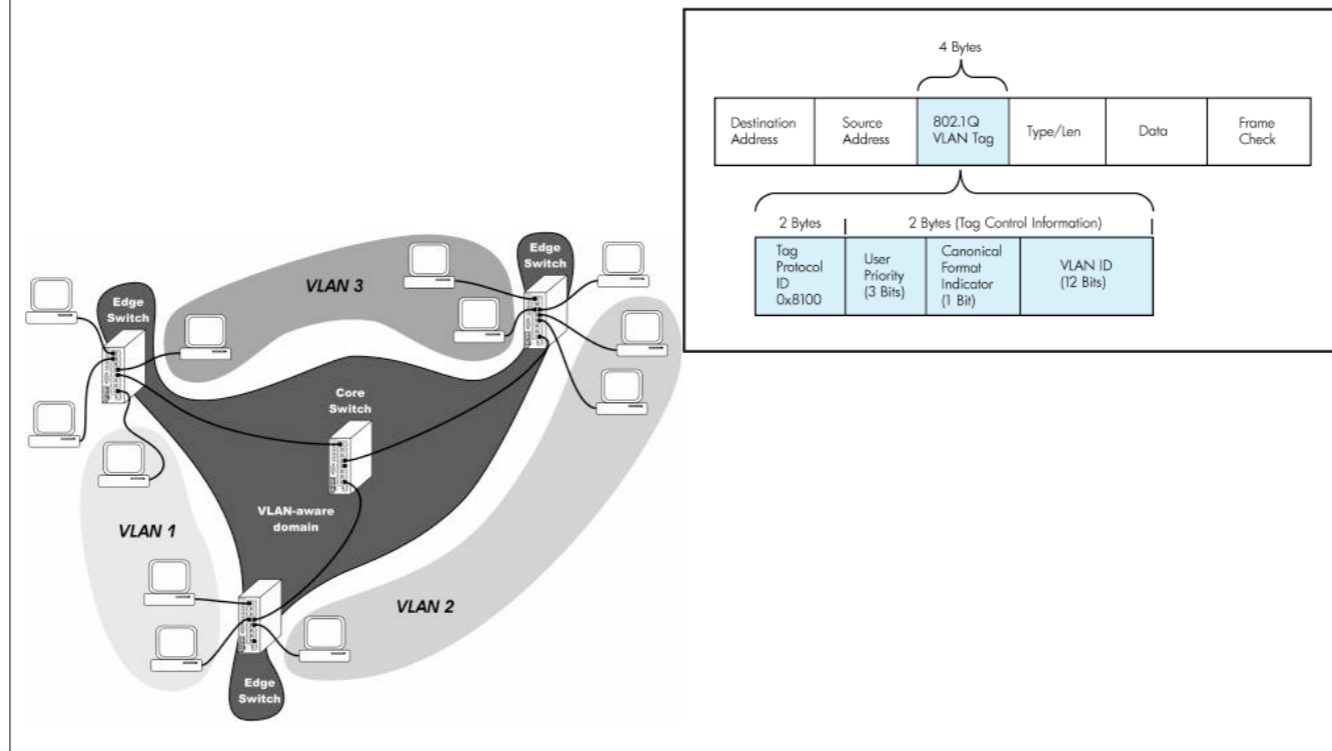 4 Bytes
Destination
Address
Source
Address
802.1Q
VLAN Tag
Type/Len
Data
Frame
Check
2 Bytes
2 Bytes (Tag Control Information)
Tag
Protocol
ID
0x8100
User
Priority
(3 Bits)
Canonical
Format
Indicator
(1 Bit)
VLAN ID
(12 Bits)
Edge
Switch
VLAN 3
Edge
Switch
Core
Switch
VLAN-aware
domain
VLAN 1
VLAN 2
Edge
Switch